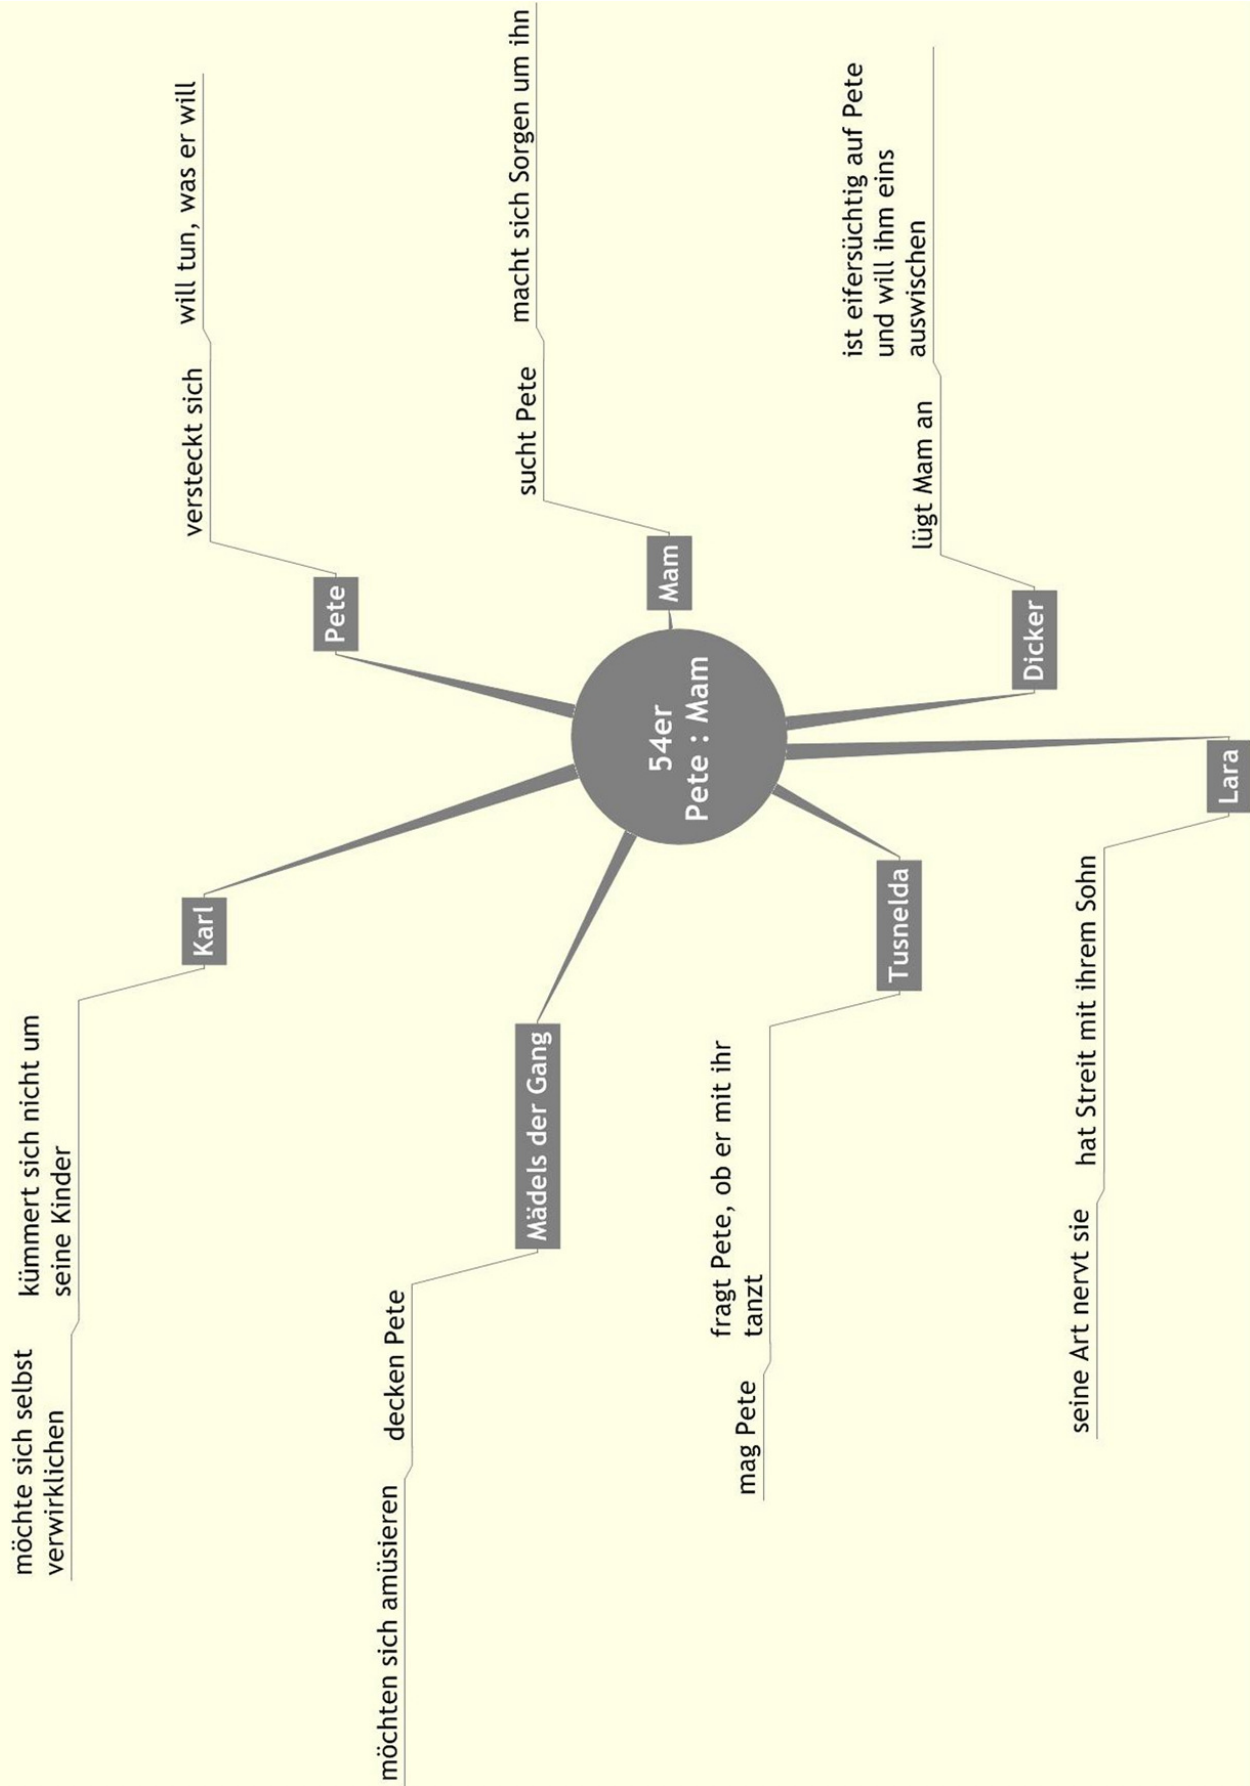 möchte sich selbst
verwirklichen
kümmert sich nicht um
seine Kinder
Karl
Pete
versteckt sich
will tun, was er will
möchten sich amüsieren
decken Pete
Mädels der Gang
54er
Pete : Mam
Mam
sucht Pete
macht sich Sorgen um ihn
mag Pete
fragt Pete, ob er mit ihr
tanzt
Tusnelda
Dicker
lügt Mam an
ist eifersüchtig auf Pete
und will ihm eins
auswischen
seine Art nervt sie
hat Streit mit ihrem Sohn
Lara